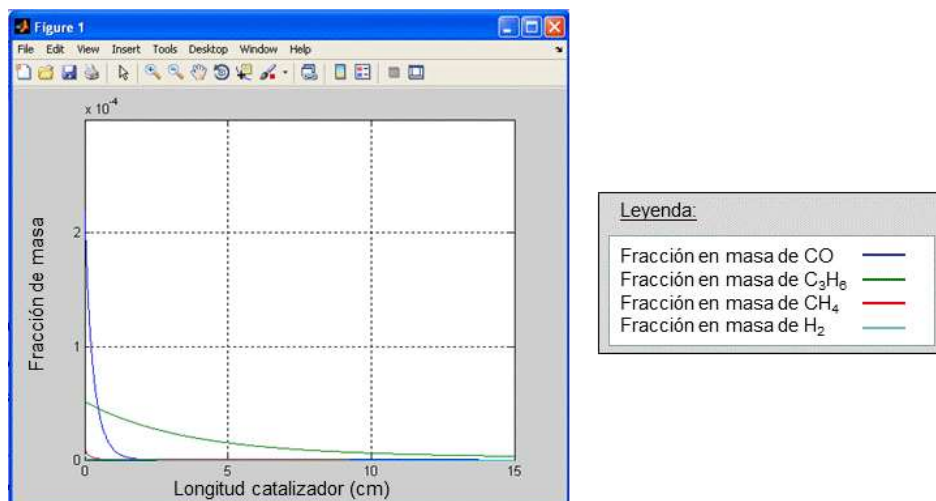 Figure 1
File Edit View Insert Tools Desktop Window Help
x 10^-4
2
1
0
0 5 10 15
Fracción de masa
Longitud catalizador (cm)
Leyenda:
Fracción en masa de CO
Fracción en masa de C₃H₆
Fracción en masa de CH₄
Fracción en masa de H₂